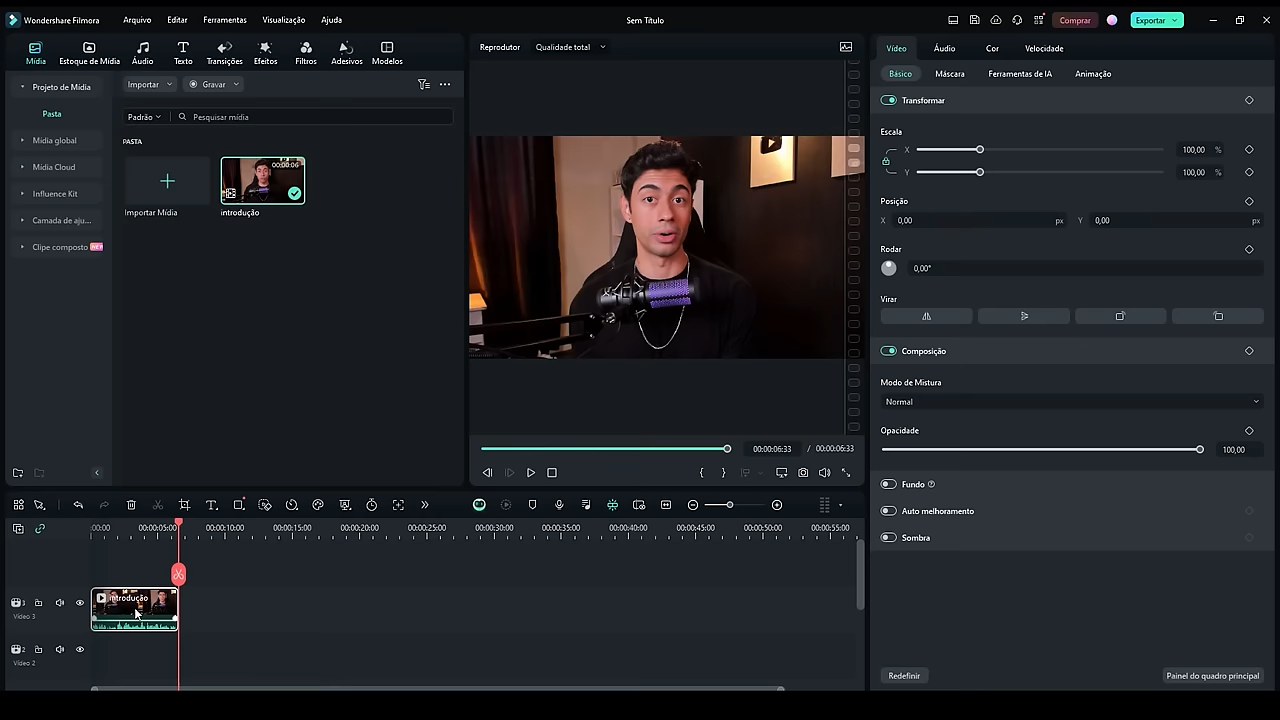 Wondershare Filmora
Arquivo
Editar
Ferramentas
Visualização
Ajuda
Sem Título
Comprar
Exportar
Mídia
Estoque de Mídia
Áudio
Texto
Transições
Efeitos
Filtros
Adesivos
Modelos
Projeto de Mídia
Pasta
Mídia global
Mídia Cloud
Influence Kit
Camada de aju...
Clipe composto NEW
Importar
Gravar
Padrão
Pesquisar mídia
PASTA
Importar Mídia
00:00:06
introdução
Reprodutor
Qualidade total
00:00:06:33 / 00:00:06:33
Vídeo
Áudio
Cor
Velocidade
Básico
Máscara
Ferramentas de IA
Animação
Transformar
Escala
X 100,00 %
Y 100,00 %
Posição
X 0,00 px Y 0,00 px
Rodar
0,00°
Virar
Composição
Modo de Mistura
Normal
Opacidade
100,00
Fundo
Auto melhoramento
Sombra
Redefinir
Painel do quadro principal
:00:00 00:00:05:00 00:00:10:00 00:00:15:00 00:00:20:00 00:00:25:00 00:00:30:00 00:00:35:00 00:00:40:00 00:00:45:00 00:00:50:00 00:00:55:00
introdução
3
Vídeo 3
2
Vídeo 2